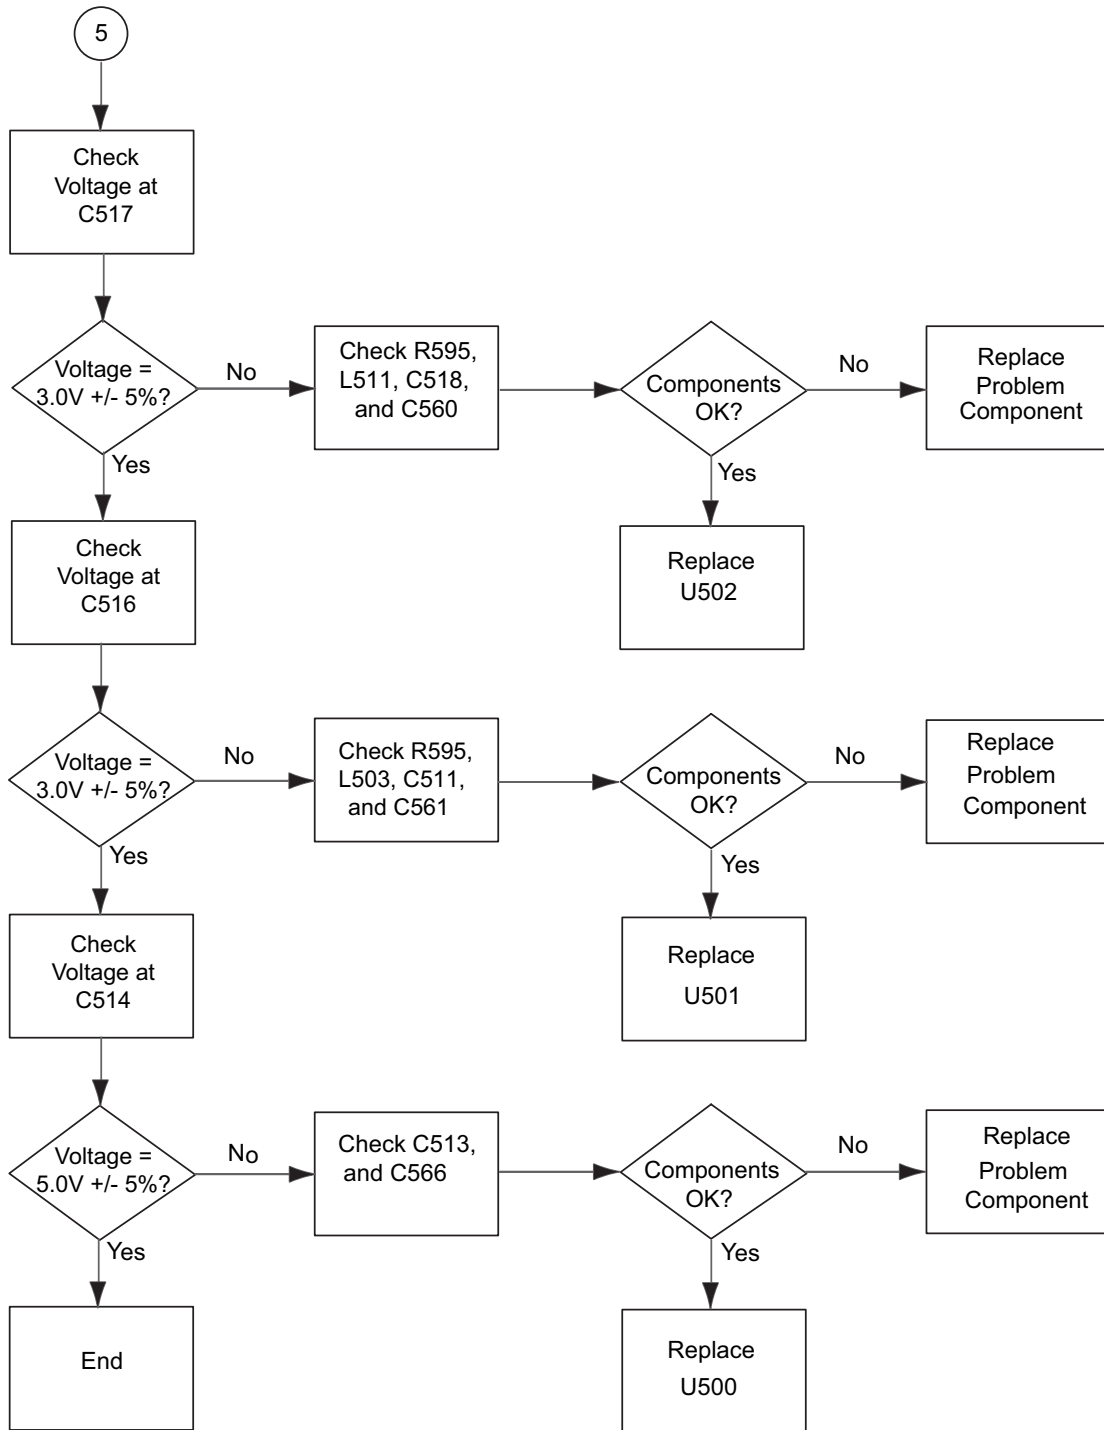 5
Check
Voltage at
C517
Voltage =
3.0V +/- 5%?
No
Check R595,
L511, C518,
and C560
Components
OK?
No
Replace
Problem
Component
Yes
Yes
Check
Voltage at
C516
Replace
U502
Voltage =
3.0V +/- 5%?
No
Check R595,
L503, C511,
and C561
Components
OK?
No
Replace
Problem
Component
Yes
Yes
Check
Voltage at
C514
Replace
U501
Voltage =
5.0V +/- 5%?
No
Check C513,
and C566
Components
OK?
No
Replace
Problem
Component
Yes
Yes
End
Replace
U500